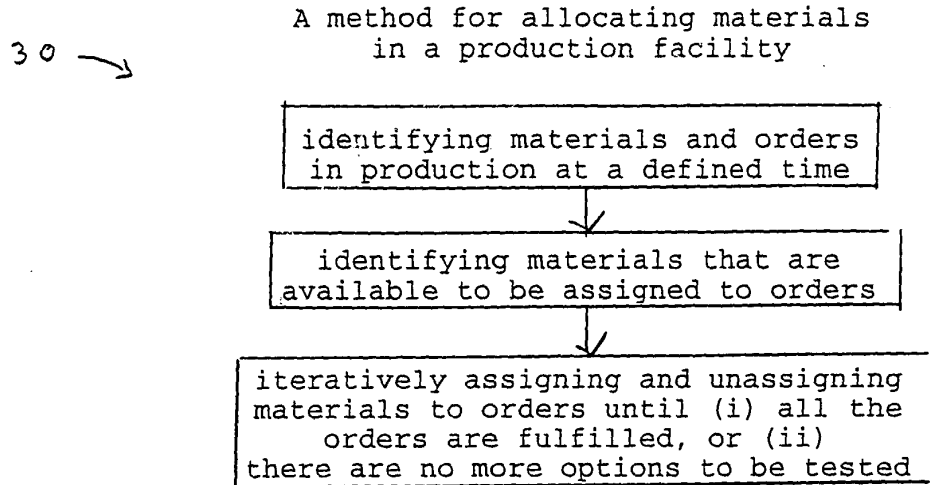 A method for allocating materials
in a production facility
30
identifying materials and orders
in production at a defined time
identifying materials that are
available to be assigned to orders
iteratively assigning and unassigning
materials to orders until (i) all the
orders are fulfilled, or (ii)
there are no more options to be tested